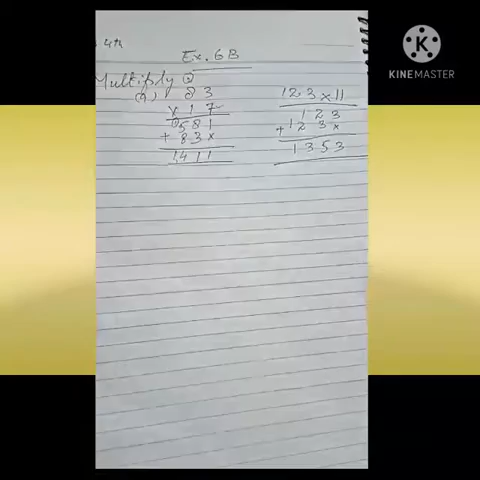 4th
Ex. 6B
Multiply
(A) 83
x 17
581
+ 83x
1411
123 x 11
123
+ 123x
1353
KINEMASTER